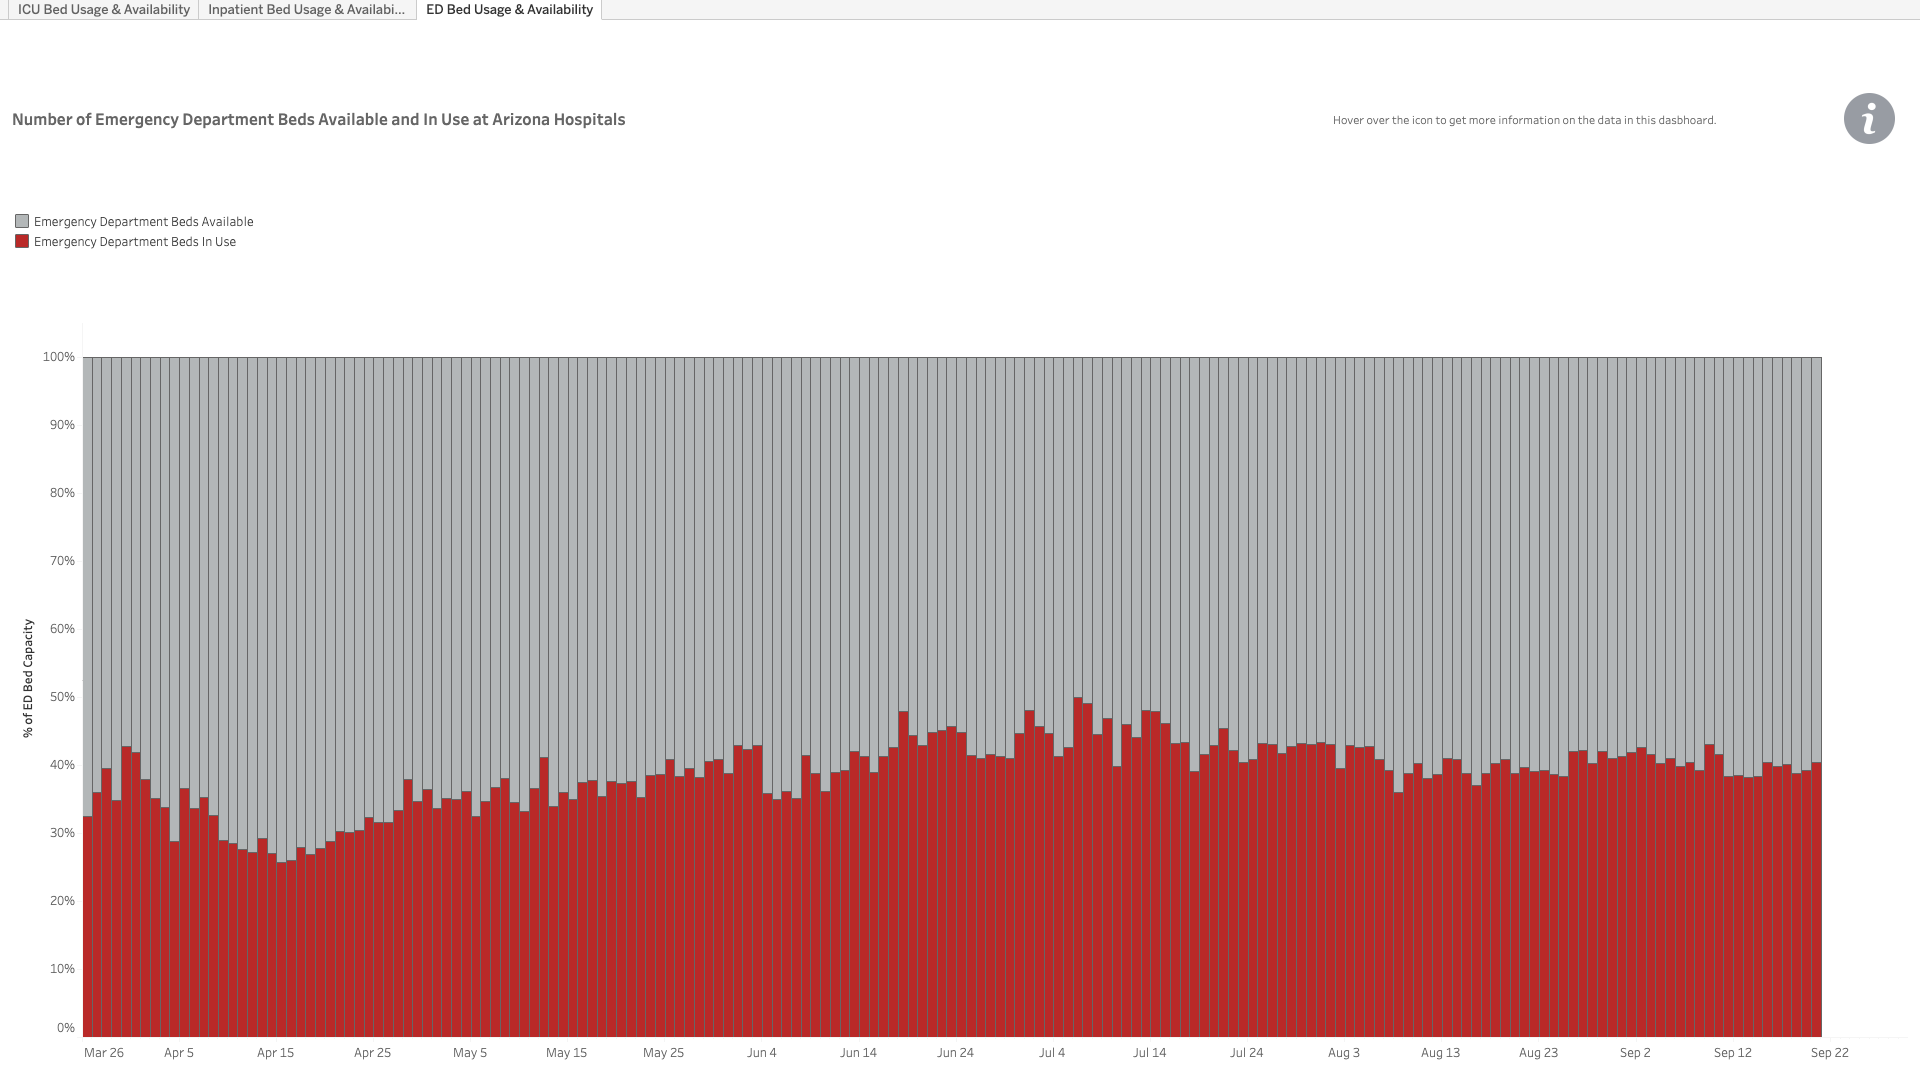 ICU Bed Usage & Availability
Inpatient Bed Usage & Availabi...
ED Bed Usage & Availability
Number of Emergency Department Beds Available and In Use at Arizona Hospitals
Hover over the icon to get more information on the data in this dasbhoard.
i
Emergency Department Beds Available
Emergency Department Beds In Use
100%
90%
80%
70%
60%
50%
40%
30%
20%
10%
0%
% of ED Bed Capacity
Mar 26
Apr 5
Apr 15
Apr 25
May 5
May 15
May 25
Jun 4
Jun 14
Jun 24
Jul 4
Jul 14
Jul 24
Aug 3
Aug 13
Aug 23
Sep 2
Sep 12
Sep 22